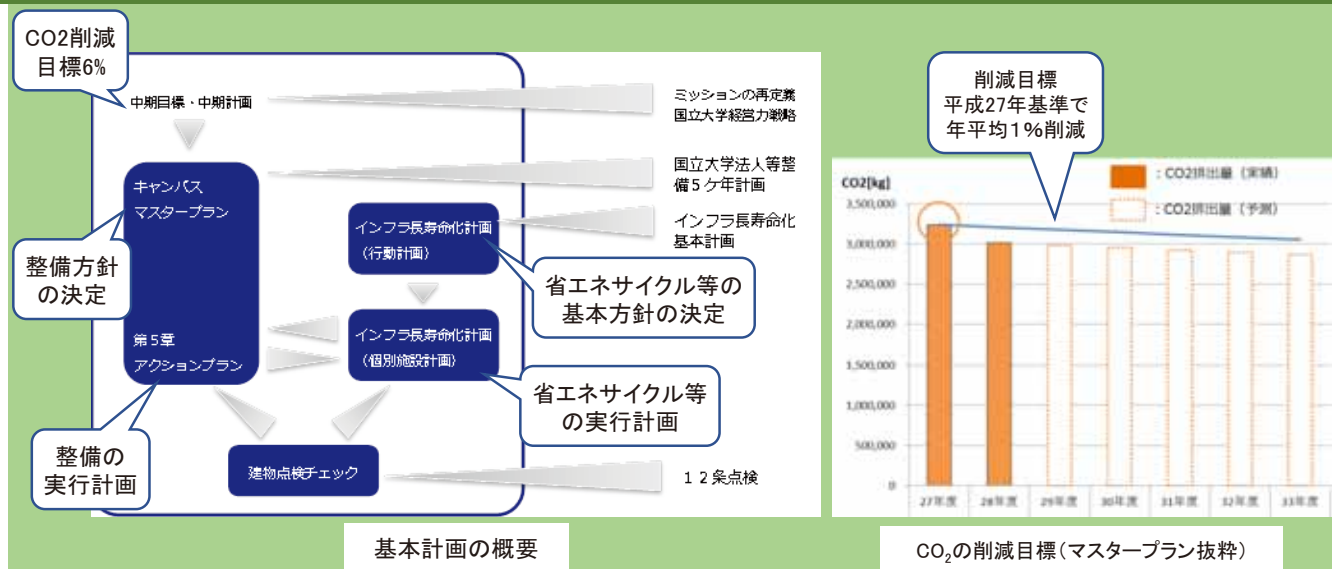 CO2削減
目標6%
中期目標・中期計画
ミッションの再定義
国立大学経営力戦略
キャンパス
マスタープラン
国立大学法人等整
備5ケ年計画
インフラ長寿命化計画
(行動計画)
インフラ長寿命化
基本計画
整備方針
の決定
省エネサイクル等の
基本方針の決定
第5章
アクションプラン
インフラ長寿命化計画
(個別施設計画)
省エネサイクル等
の実行計画
整備の
実行計画
建物点検チェック
12条点検
基本計画の概要
削減目標
平成27年基準で
年平均1%削減
CO2[kg]
:CO2排出量(実績)
:CO2排出量(予測)
3,500,000
3,000,000
2,500,000
2,000,000
1,500,000
1,000,000
500,000
0
27年度 28年度 29年度 30年度 31年度 32年度 33年度
CO₂の削減目標(マスタープラン抜粋)